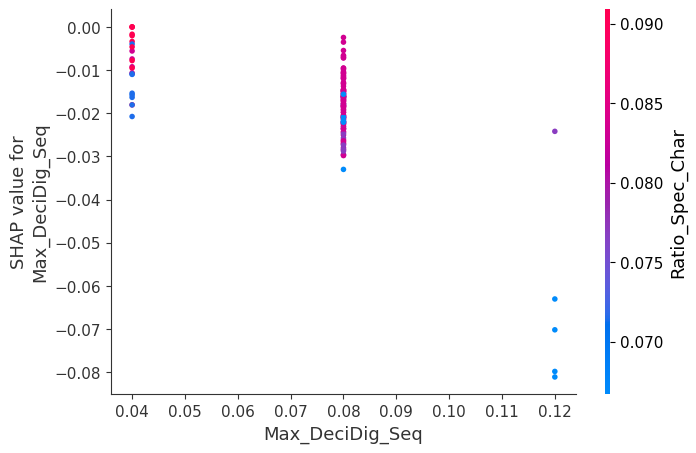 0.00
−0.01
−0.02
−0.03
−0.04
−0.05
−0.06
−0.07
−0.08
SHAP value for
Max_DeciDig_Seq
0.04 0.05 0.06 0.07 0.08 0.09 0.10 0.11 0.12
Max_DeciDig_Seq
0.090
0.085
0.080
0.075
0.070
Ratio_Spec_Char